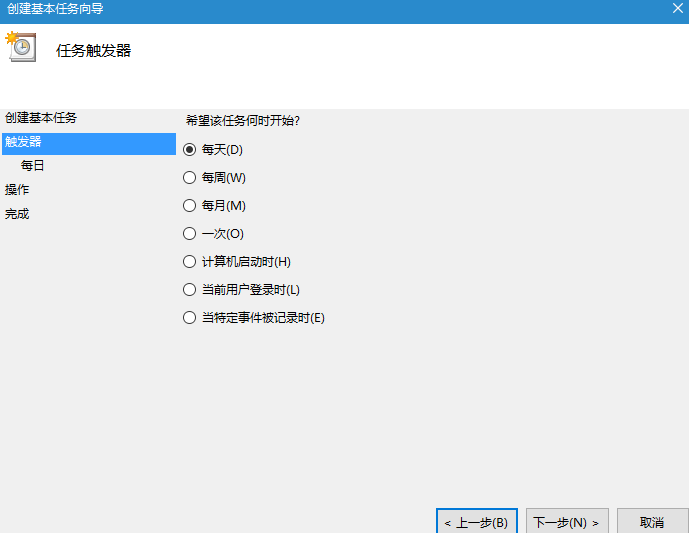 创建基本任务向导
任务触发器
创建基本任务
触发器
每日
操作
完成
希望该任务何时开始?
每天(D)
每周(W)
每月(M)
一次(O)
计算机启动时(H)
当前用户登录时(L)
当特定事件被记录时(E)
< 上一步(B)
下一步(N) >
取消